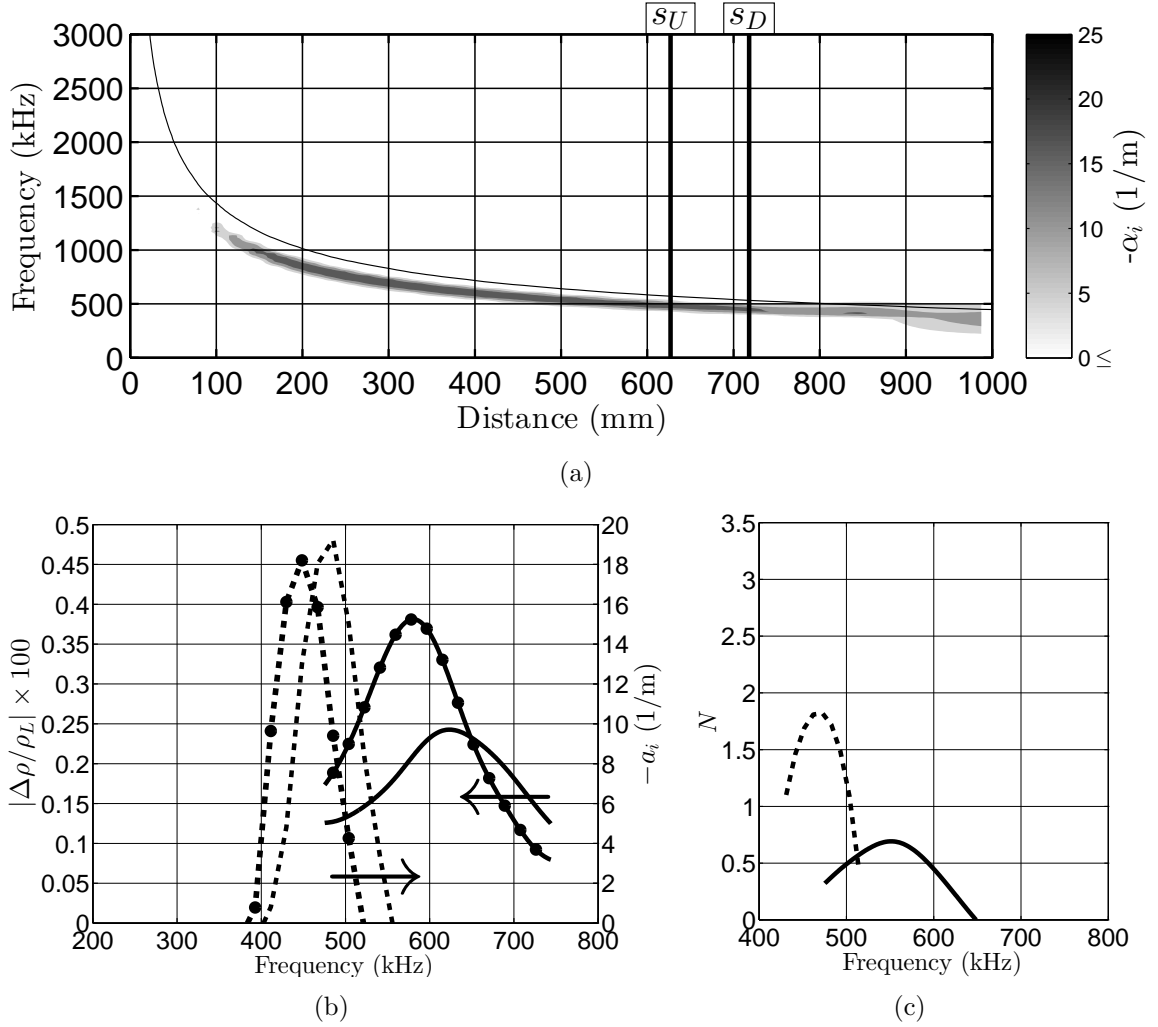 s_U s_D
3000
2500
2000
1500
1000
500
0
Frequency (kHz)
0 100 200 300 400 500 600 700 800 900 1000
Distance (mm)
25
20
15
10
5
0 ≤
-α_i (1/m)
(a)
0.5
0.45
0.4
0.35
0.3
0.25
0.2
0.15
0.1
0.05
0
|Δρ/ρ_L| × 100
20
18
16
14
12
10
8
6
4
2
0
−a_i (1/m)
200 300 400 500 600 700 800
Frequency (kHz)
(b)
3.5
3
2.5
2
1.5
1
0.5
0
N
400 500 600 700 800
Frequency (kHz)
(c)